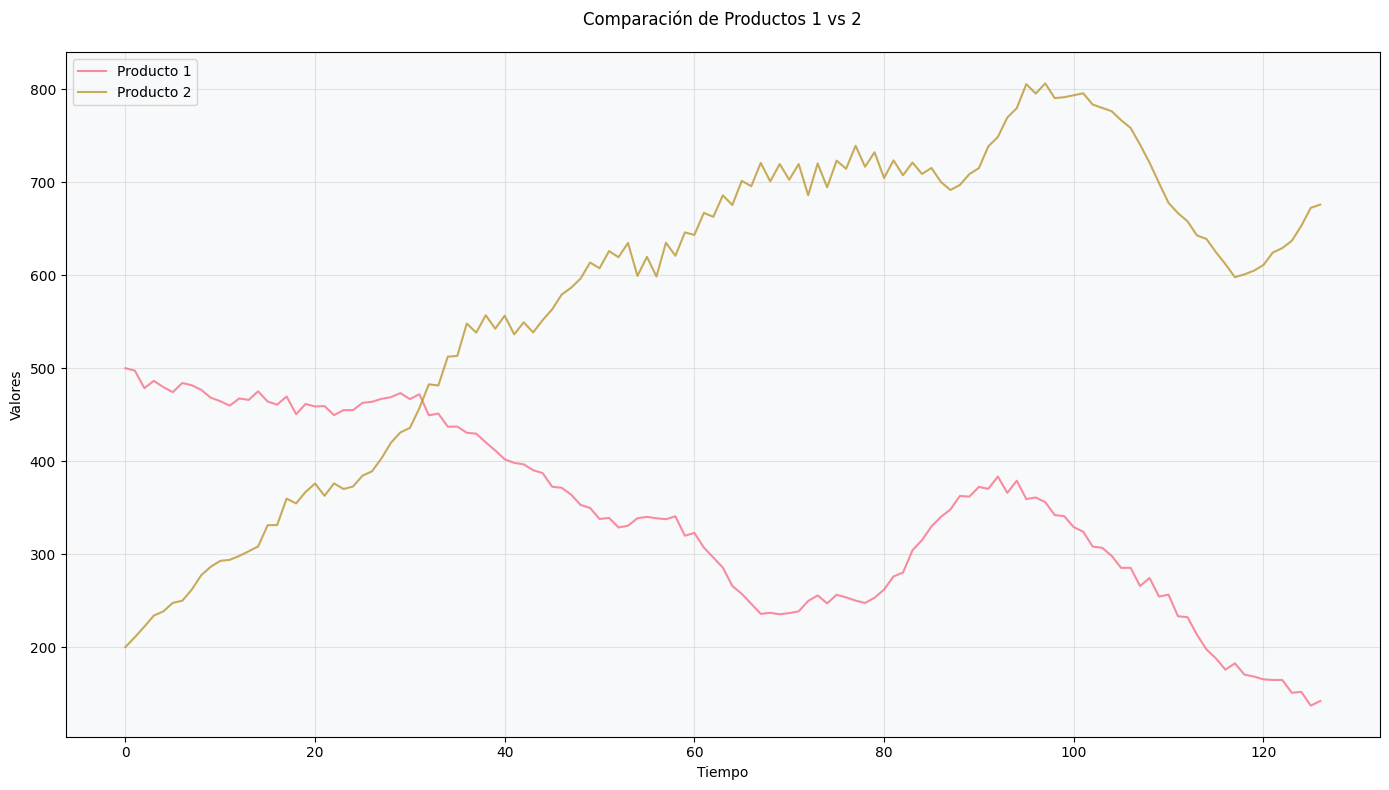 Comparación de Productos 1 vs 2
Producto 1
Producto 2
800
700
600
500
400
300
200
Valores
0 20 40 60 80 100 120
Tiempo